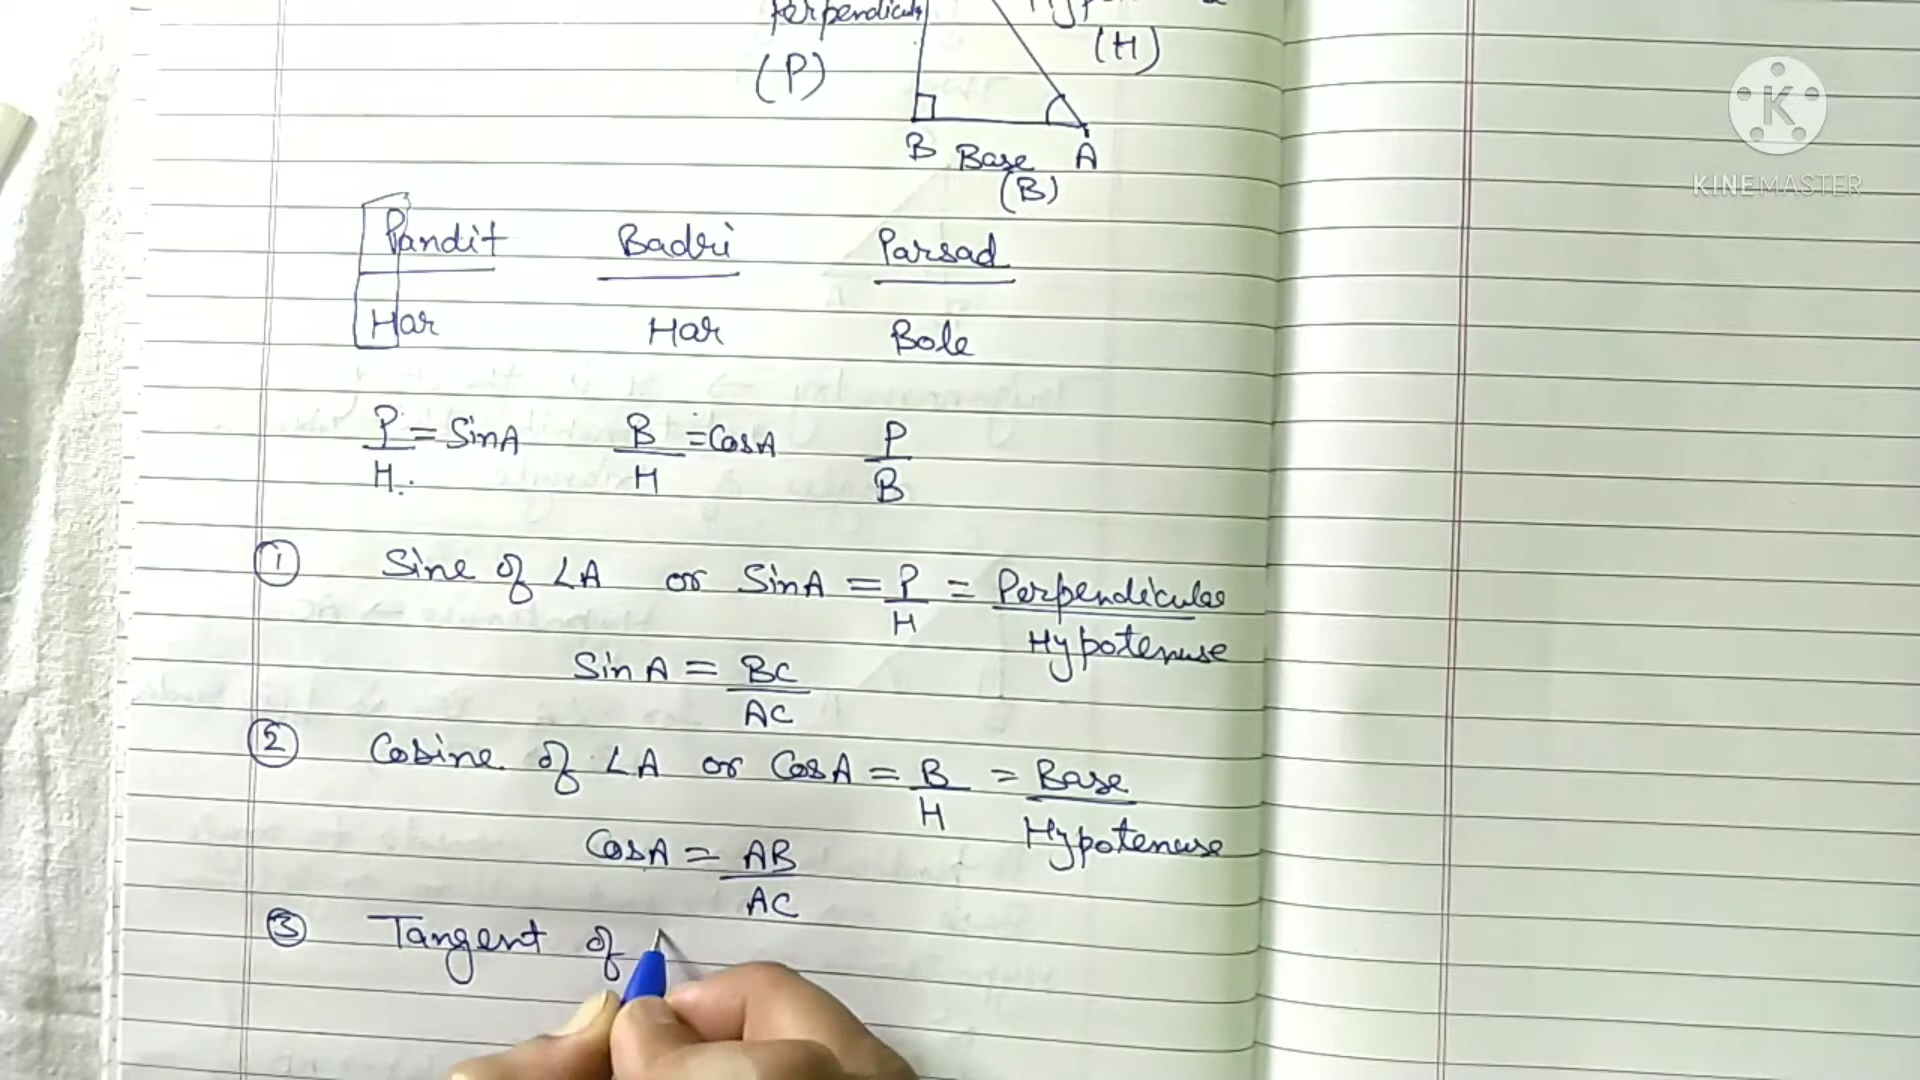 (P)
(H)
B Base A
(B)
Pandit Badri Parsad
Har Har Bole
P/H = SinA B/H = CosA P/B
① Sine of ∠A or SinA = P/H = Perpendicular/Hypotenuse
SinA = BC/AC
② Cosine of ∠A or CosA = B/H = Base/Hypotenuse
CosA = AB/AC
③ Tangent of
K
KINEMASTER